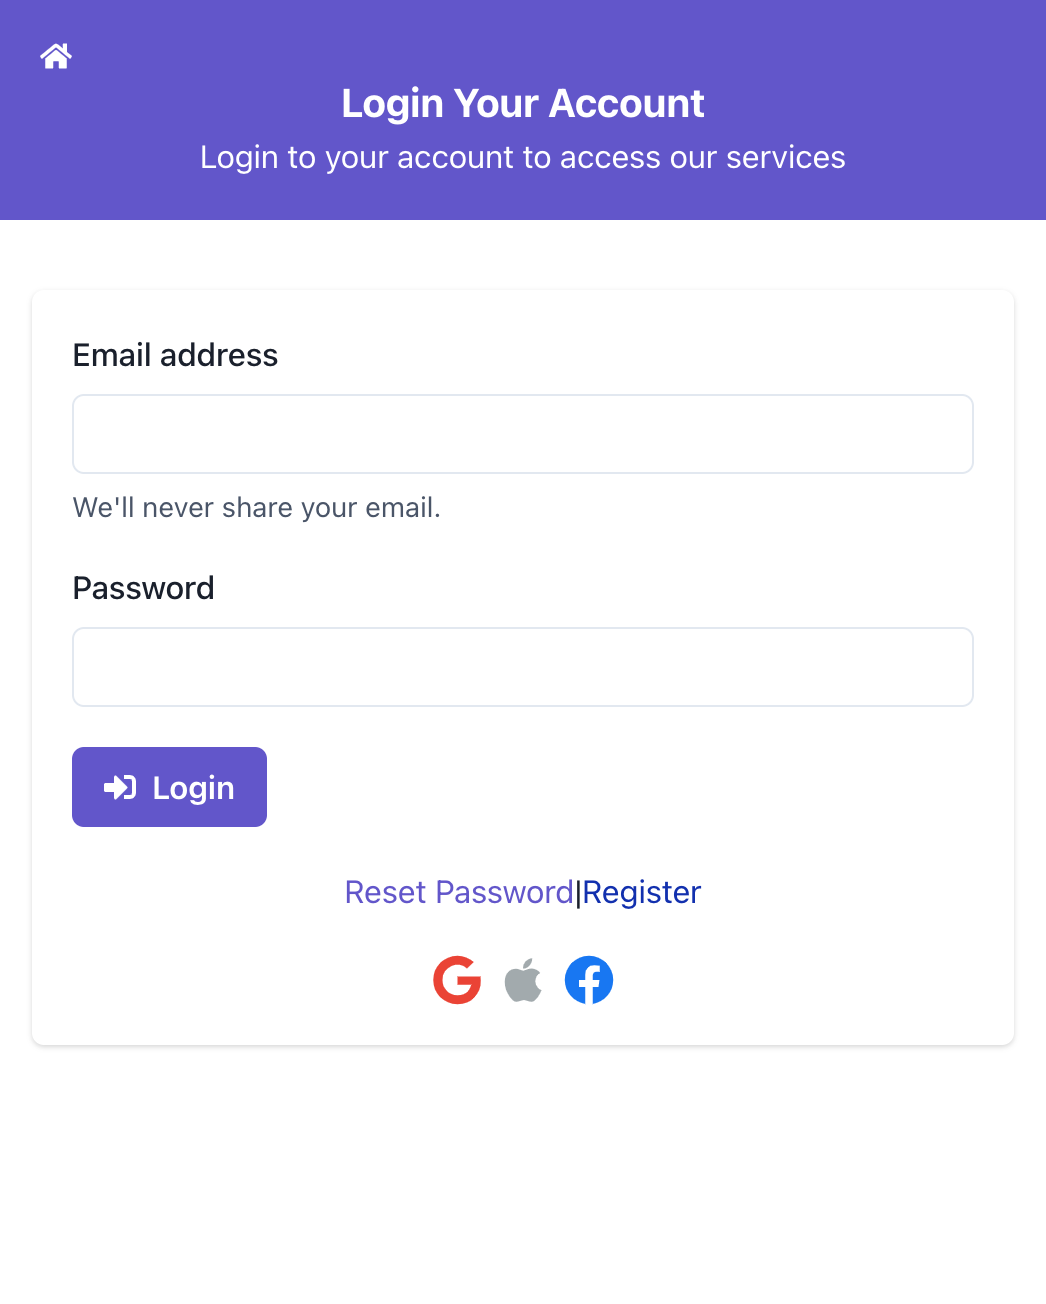 Login Your Account
Login to your account to access our services
Email address
We'll never share your email.
Password
Login
Reset Password|Register